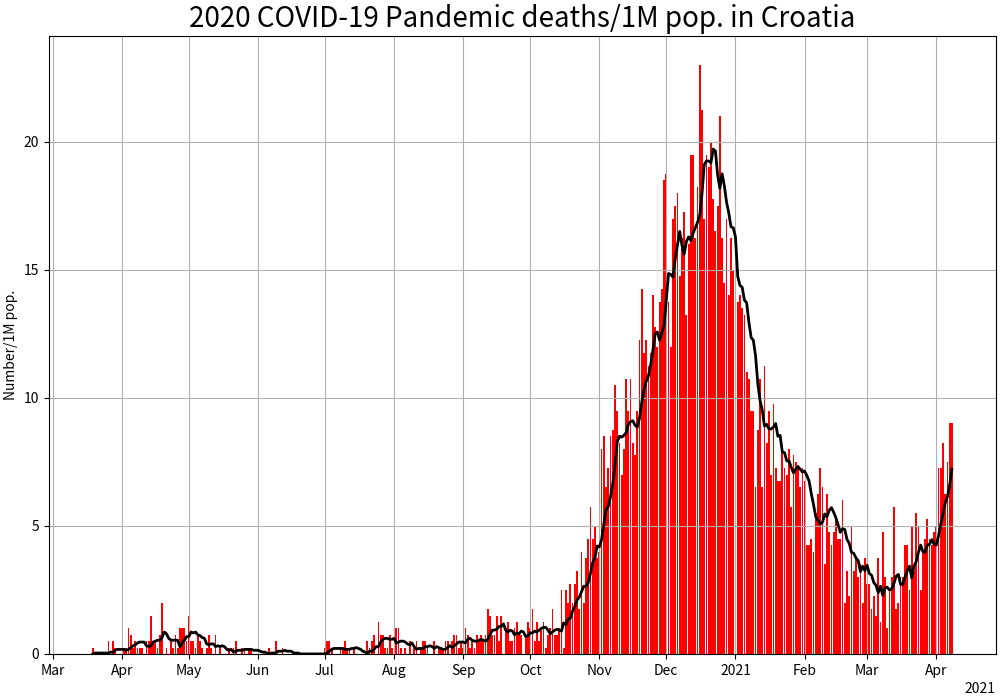 2020 COVID-19 Pandemic deaths/1M pop. in Croatia
Number/1M pop.
20
15
10
5
0
Mar Apr May Jun Jul Aug Sep Oct Nov Dec 2021 Feb Mar Apr
2021